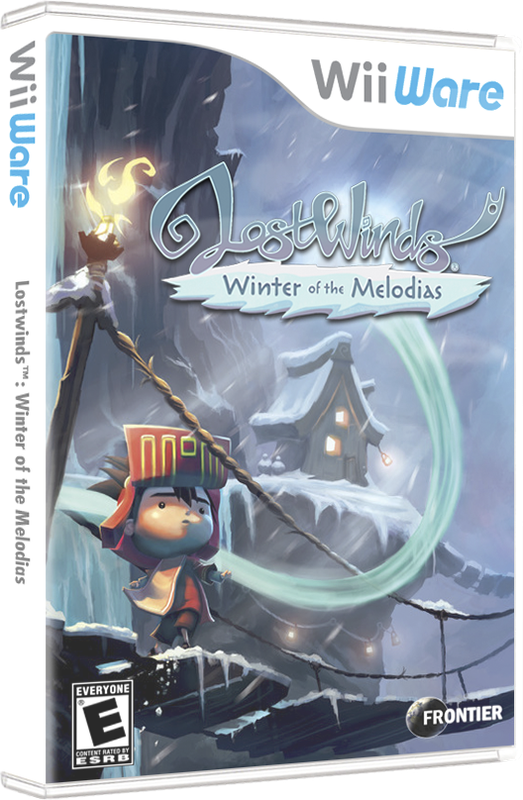 WiiWare
Lostwinds™: Winter of the Melodias
WiiWare
LostWinds®
Winter of the Melodias
EVERYONE
E®
CONTENT RATED BY
ESRB
FRONTIER